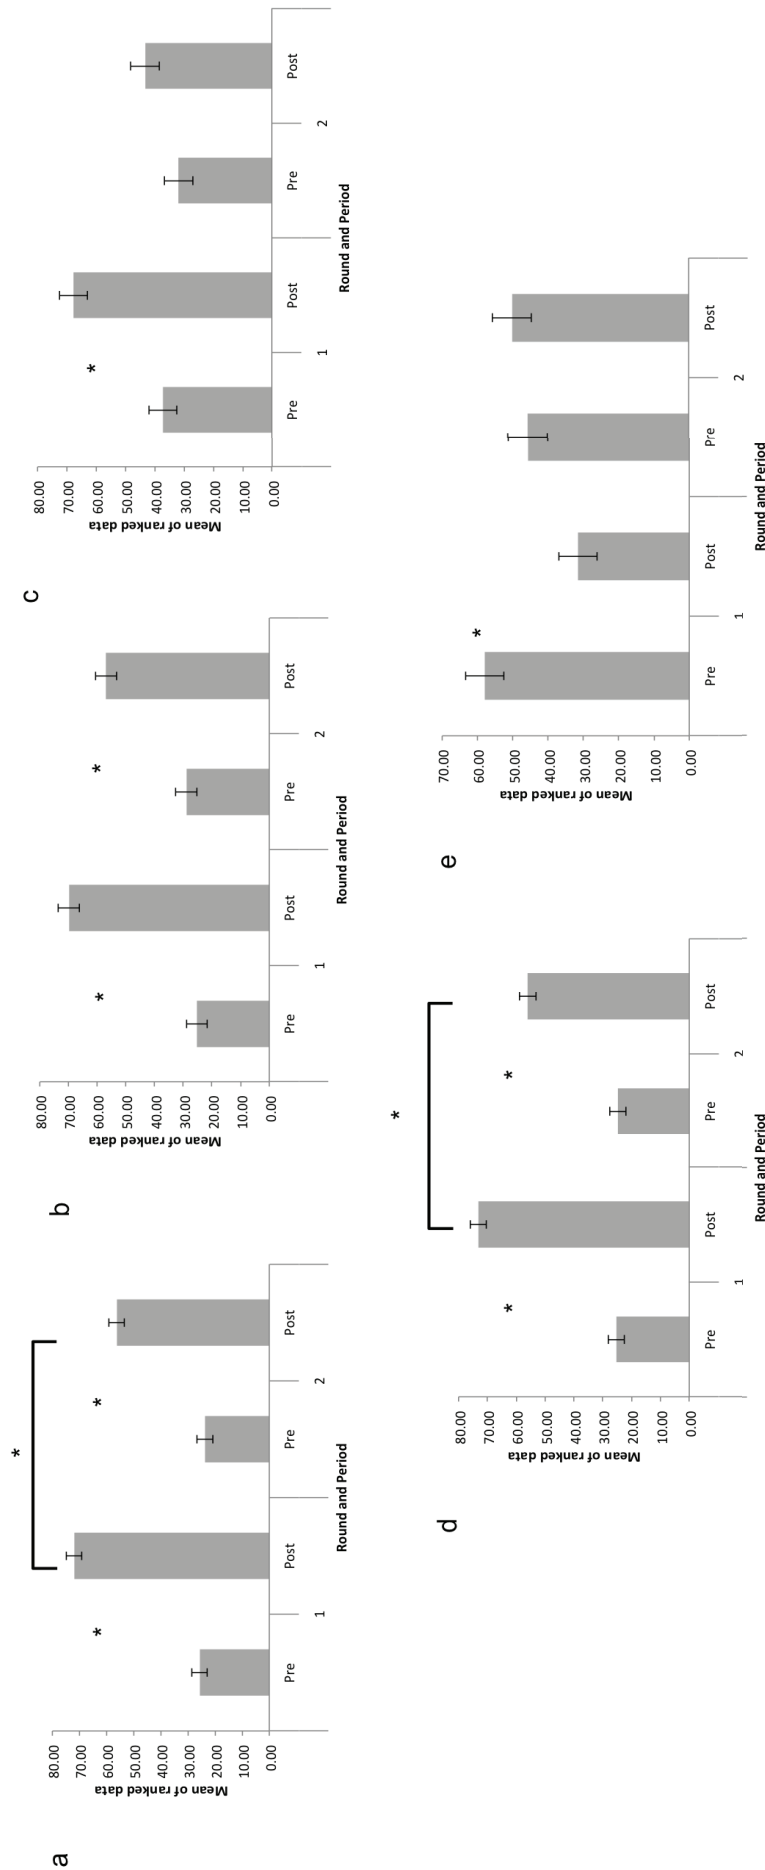 a
*
*
*
80.00
70.00
60.00
50.00
40.00
30.00
20.00
10.00
0.00
Mean of ranked data
Pre Post Pre Post
1 2
Round and Period
b
*
*
80.00
70.00
60.00
50.00
40.00
30.00
20.00
10.00
0.00
Mean of ranked data
Pre Post Pre Post
1 2
Round and Period
c
*
80.00
70.00
60.00
50.00
40.00
30.00
20.00
10.00
0.00
Mean of ranked data
Pre Post Pre Post
1 2
Round and Period
d
*
*
*
80.00
70.00
60.00
50.00
40.00
30.00
20.00
10.00
0.00
Mean of ranked data
Pre Post Pre Post
1 2
Round and Period
e
*
70.00
60.00
50.00
40.00
30.00
20.00
10.00
0.00
Mean of ranked data
Pre Post Pre Post
1 2
Round and Period